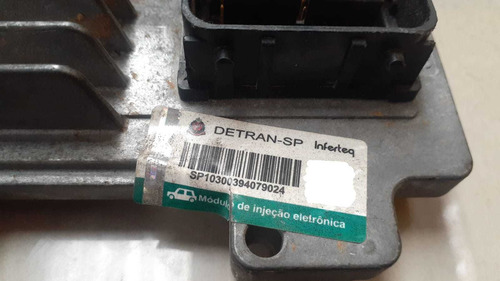 DETRAN-SP Inferteq
SP10300394079024
Módulo de injeção eletrônica